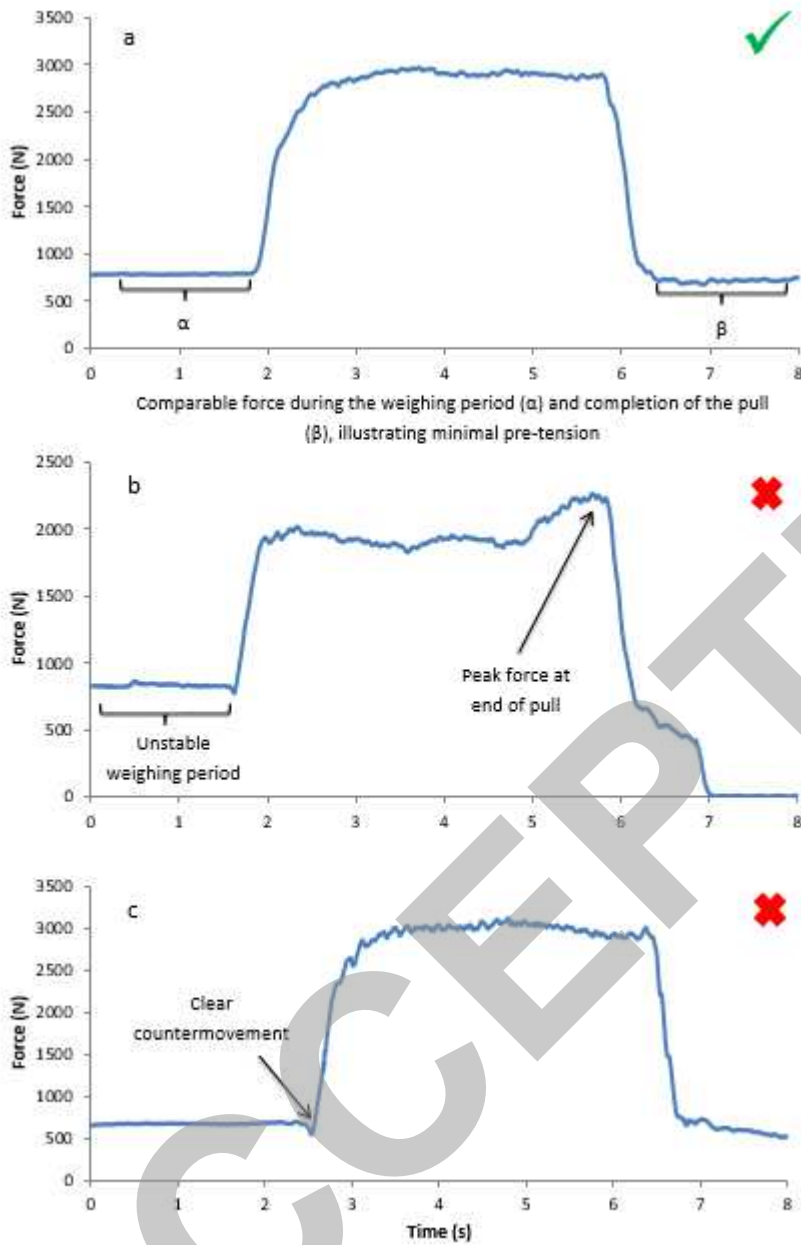 a
3500
3000
2500
2000
1500
1000
500
0
Force (N)
α
β
0 1 2 3 4 5 6 7 8
Comparable force during the weighing period (α) and completion of the pull
(β), illustrating minimal pre-tension
b
2500
2000
1500
1000
500
0
Force (N)
Unstable
weighing period
Peak force at
end of pull
0 1 2 3 4 5 6 7 8
c
3500
3000
2500
2000
1500
1000
500
0
Force (N)
Clear
countermovement
0 1 2 3 4 5 6 7 8
Time (s)
CCEPT